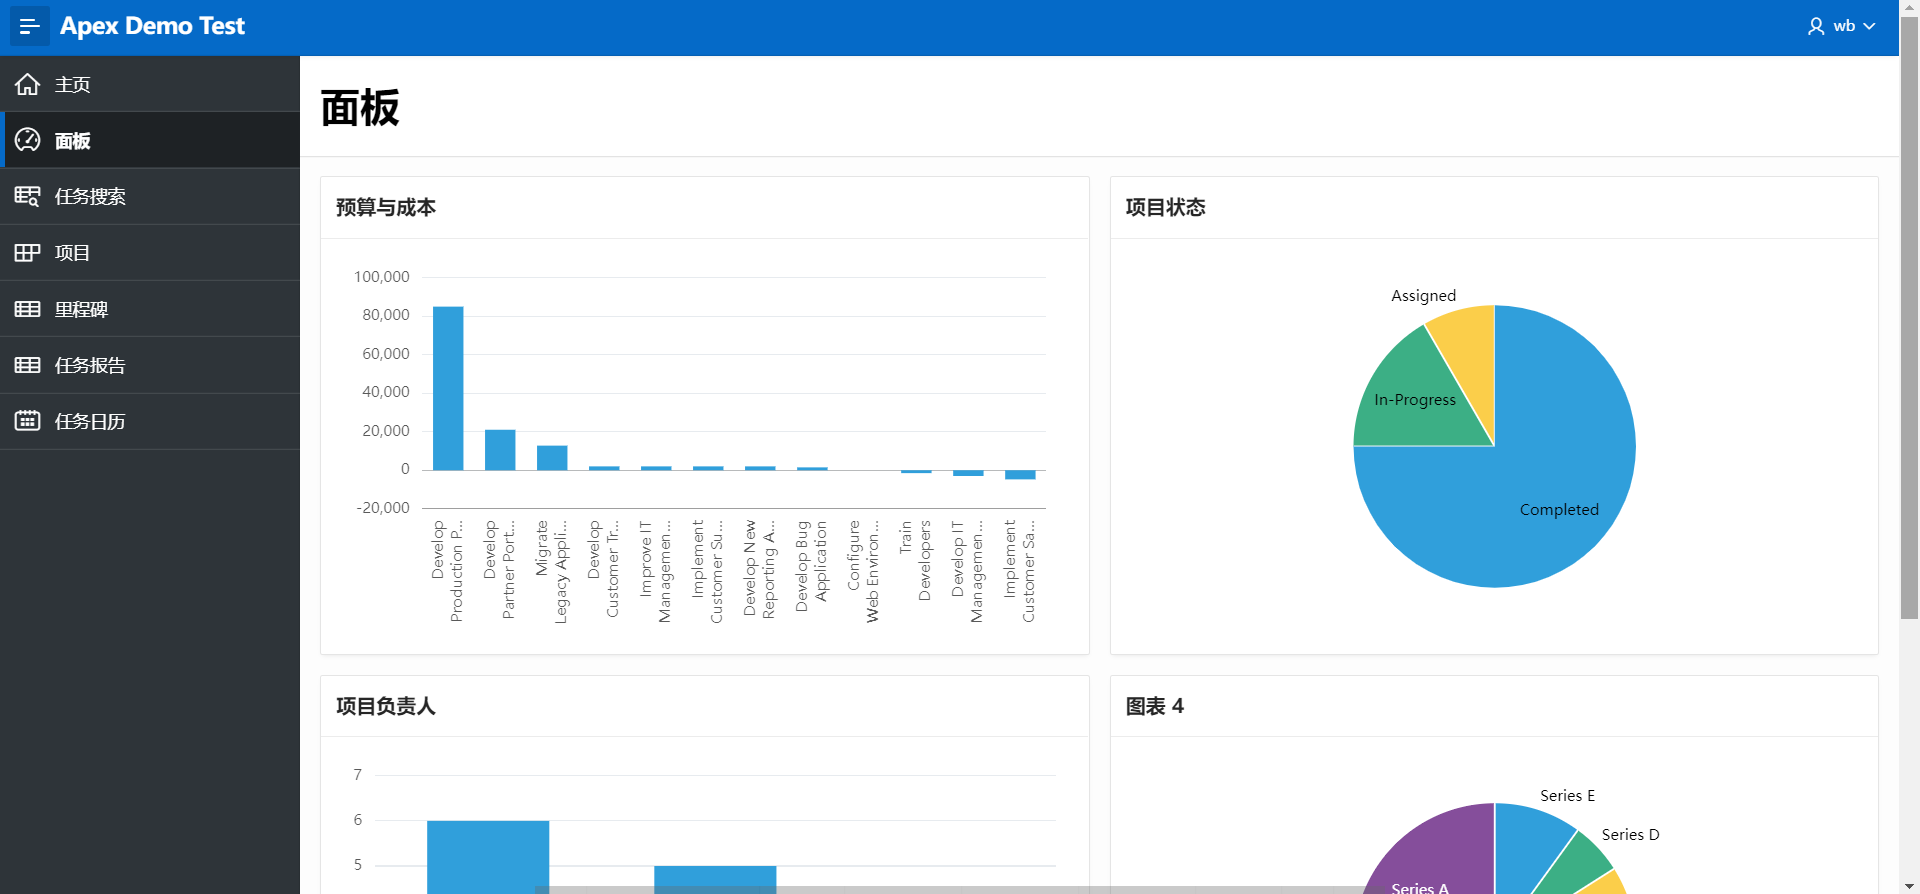 Apex Demo Test
wb
主页
面板
任务搜索
项目
里程碑
任务报告
任务日历
面板
预算与成本
100,000
80,000
60,000
40,000
20,000
0
-20,000
Develop
Production P...
Develop
Partner Port...
Migrate
Legacy Appli...
Develop
Customer Tr...
Improve IT
Managemen...
Implement
Customer Su...
Develop New
Reporting A...
Develop Bug
Application
Configure
Web Environ...
Train
Developers
Develop IT
Managemen...
Implement
Customer Sa...
项目状态
Assigned
In-Progress
Completed
项目负责人
7
6
5
图表 4
Series E
Series D
Series A